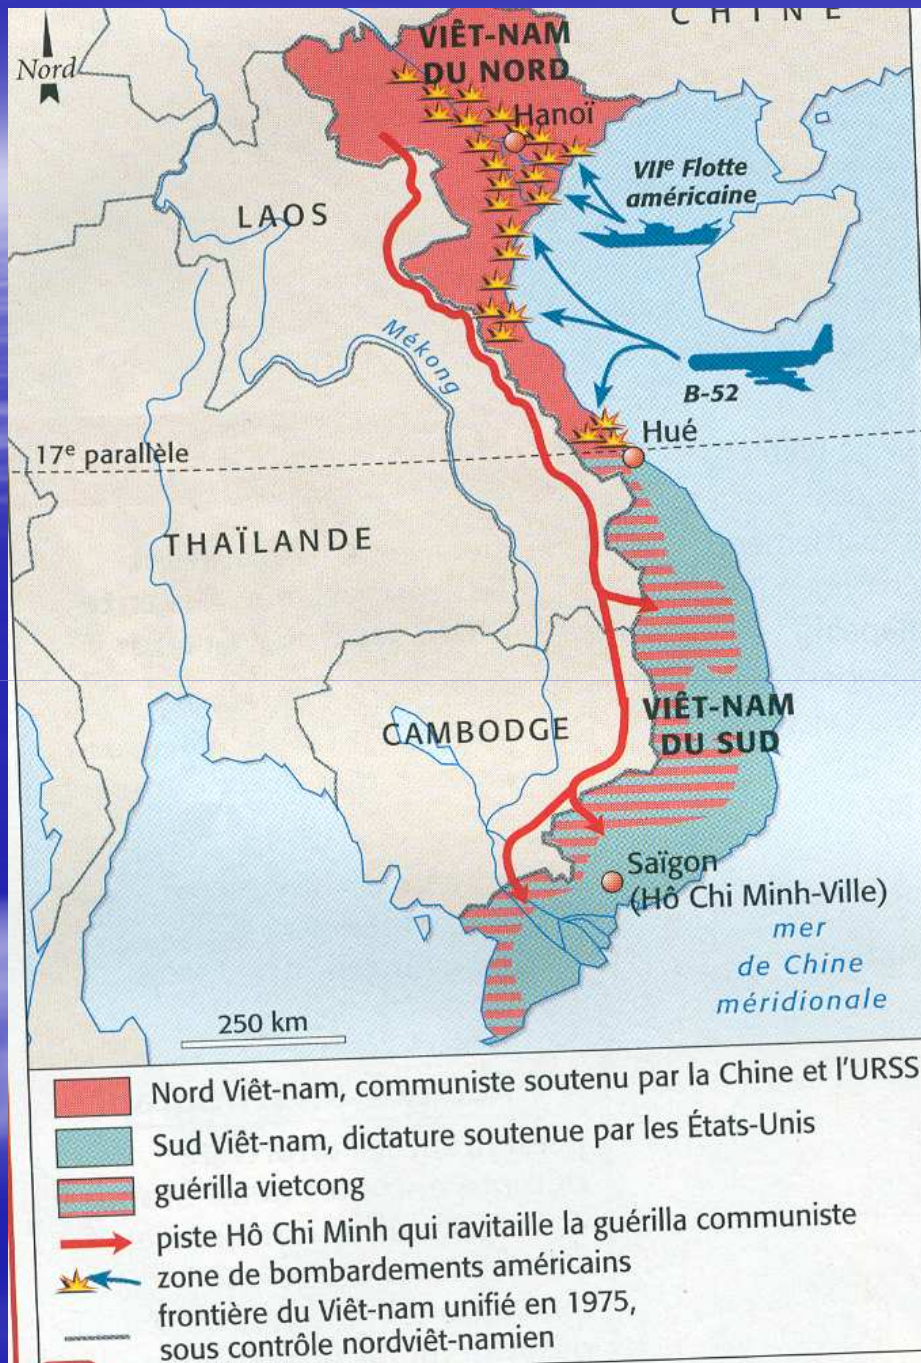 CHINE
Nord
VIÊT-NAM
DU NORD
Hanoï
VIIe Flotte
américaine
LAOS
Mékong
B-52
Hué
17e parallèle
THAÏLANDE
CAMBODGE
VIÊT-NAM
DU SUD
Saïgon
(Hô Chi Minh-Ville)
mer
de Chine
méridionale
250 km
Nord Viêt-nam, communiste soutenu par la Chine et l'URSS
Sud Viêt-nam, dictature soutenue par les États-Unis
guérilla vietcong
piste Hô Chi Minh qui ravitaille la guérilla communiste
zone de bombardements américains
frontière du Viêt-nam unifié en 1975,
sous contrôle nordviêt-namien